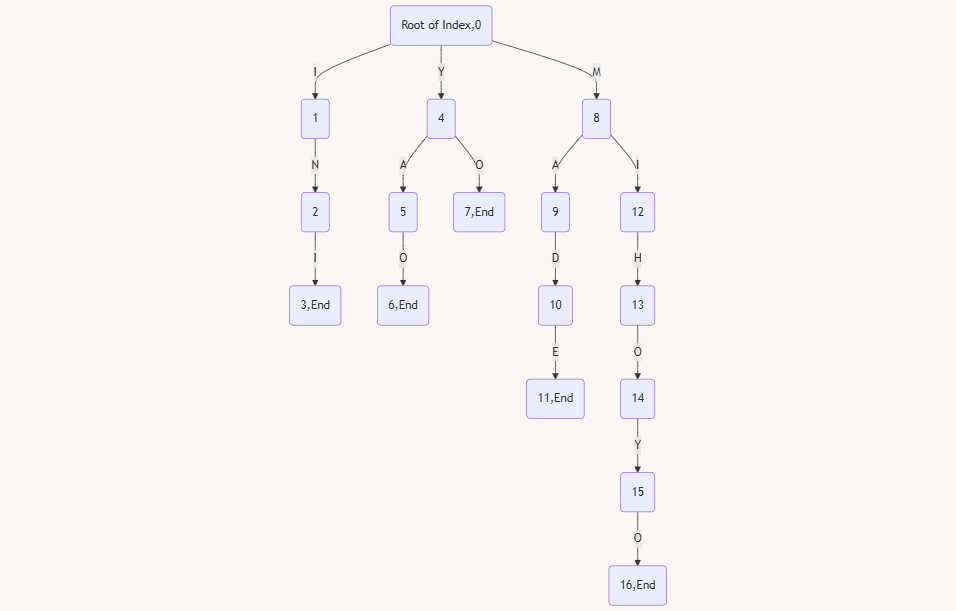 Root of Index,0
I Y M
1 4 8
N A O A I
2 5 7,End 9 12
I O D H
3,End 6,End 10 13
E O
11,End 14
Y
15
O
16,End